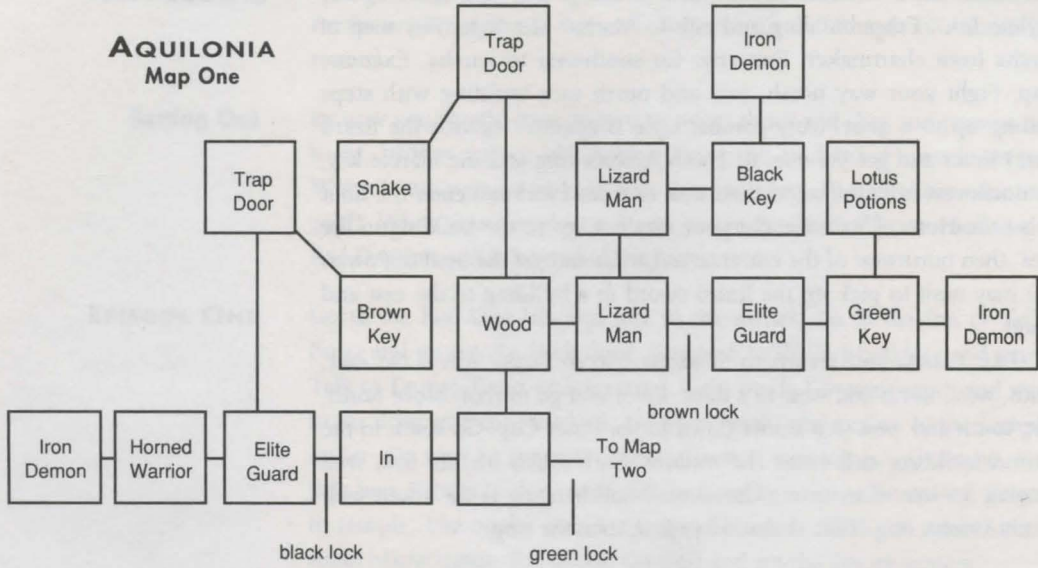 AQUILONIA
Map One
Trap
Door
Iron
Demon
Trap
Door
Snake
Lizard
Man
Black
Key
Lotus
Potions
Brown
Key
Wood
Lizard
Man
Elite
Guard
Green
Key
Iron
Demon
brown lock
Iron
Demon
Horned
Warrior
Elite
Guard
In
To Map
Two
black lock
green lock